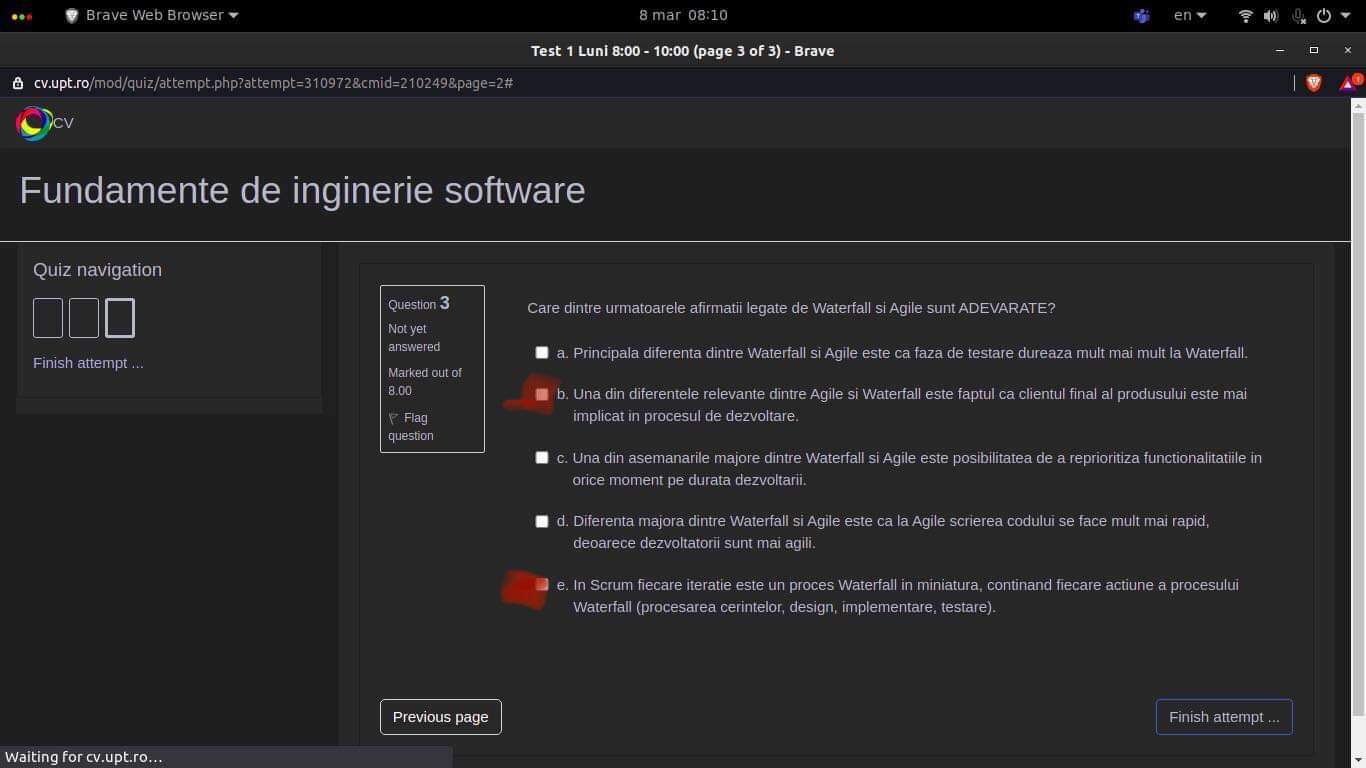 Brave Web Browser
8 mar 08:10
en
Test 1 Luni 8:00 - 10:00 (page 3 of 3) - Brave
cv.upt.ro/mod/quiz/attempt.php?attempt=310972&cmid=210249&page=2#
CV
Fundamente de inginerie software
Quiz navigation
Finish attempt ...
Question 3
Not yet
answered
Marked out of
8.00
Flag
question
Care dintre urmatoarele afirmatii legate de Waterfall si Agile sunt ADEVARATE?
a. Principala diferenta dintre Waterfall si Agile este ca faza de testare dureaza mult mai mult la Waterfall.
b. Una din diferentele relevante dintre Agile si Waterfall este faptul ca clientul final al produsului este mai
implicat in procesul de dezvoltare.
c. Una din asemanarile majore dintre Waterfall si Agile este posibilitatea de a reprioritiza functionalitatiile in
orice moment pe durata dezvoltarii.
d. Diferenta majora dintre Waterfall si Agile este ca la Agile scrierea codului se face mult mai rapid,
deoarece dezvoltatorii sunt mai agili.
e. In Scrum fiecare iteratie este un proces Waterfall in miniatura, continand fiecare actiune a procesului
Waterfall (procesarea cerintelor, design, implementare, testare).
Previous page
Finish attempt ...
Waiting for cv.upt.ro…